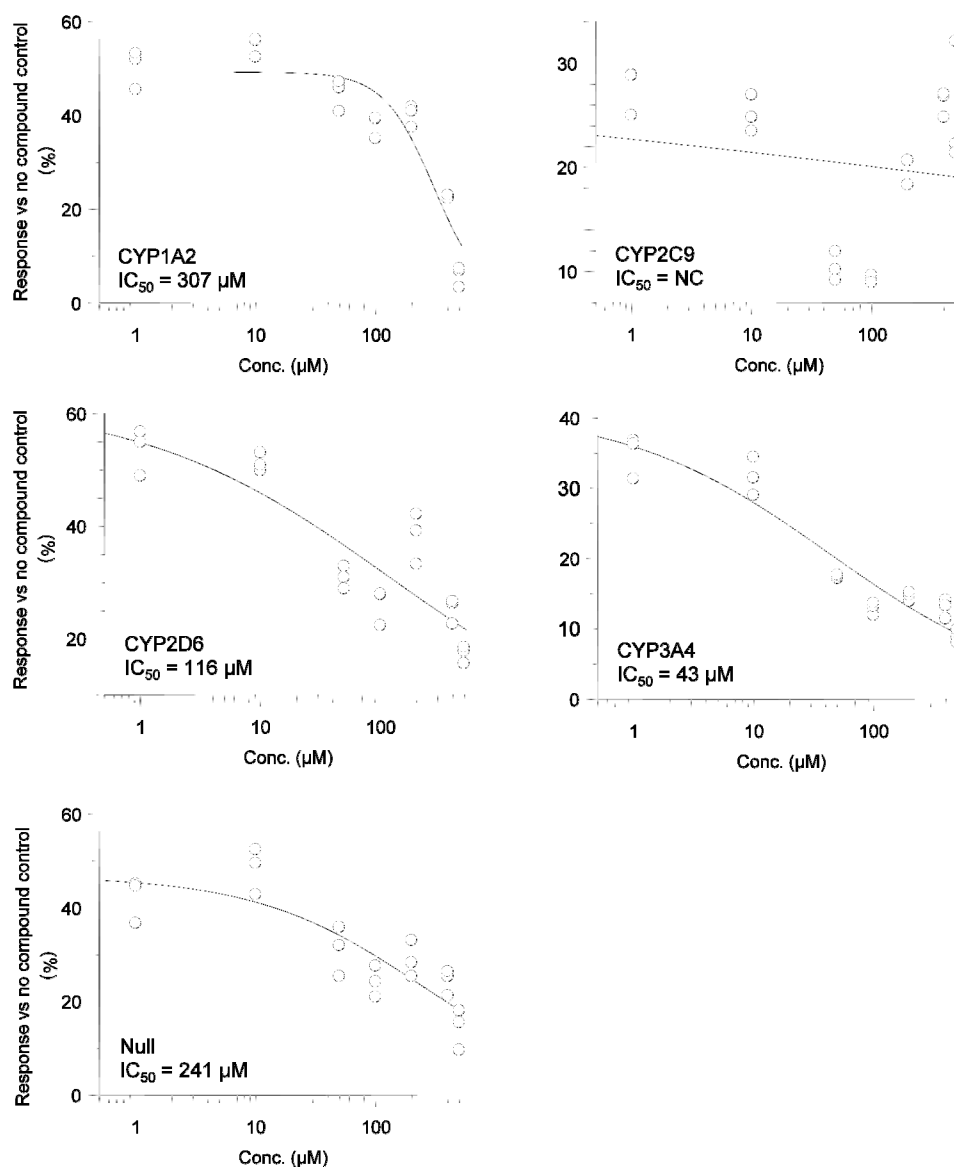 Response vs no compound control
(%)
60
40
20
0
CYP1A2
IC50 = 307 µM
1 10 100
Conc. (µM)
30
20
10
CYP2C9
IC50 = NC
1 10 100
Conc. (µM)
Response vs no compound control
(%)
60
40
20
CYP2D6
IC50 = 116 µM
1 10 100
Conc. (µM)
40
30
20
10
0
CYP3A4
IC50 = 43 µM
1 10 100
Conc. (µM)
Response vs no compound control
(%)
60
40
20
0
Null
IC50 = 241 µM
1 10 100
Conc. (µM)